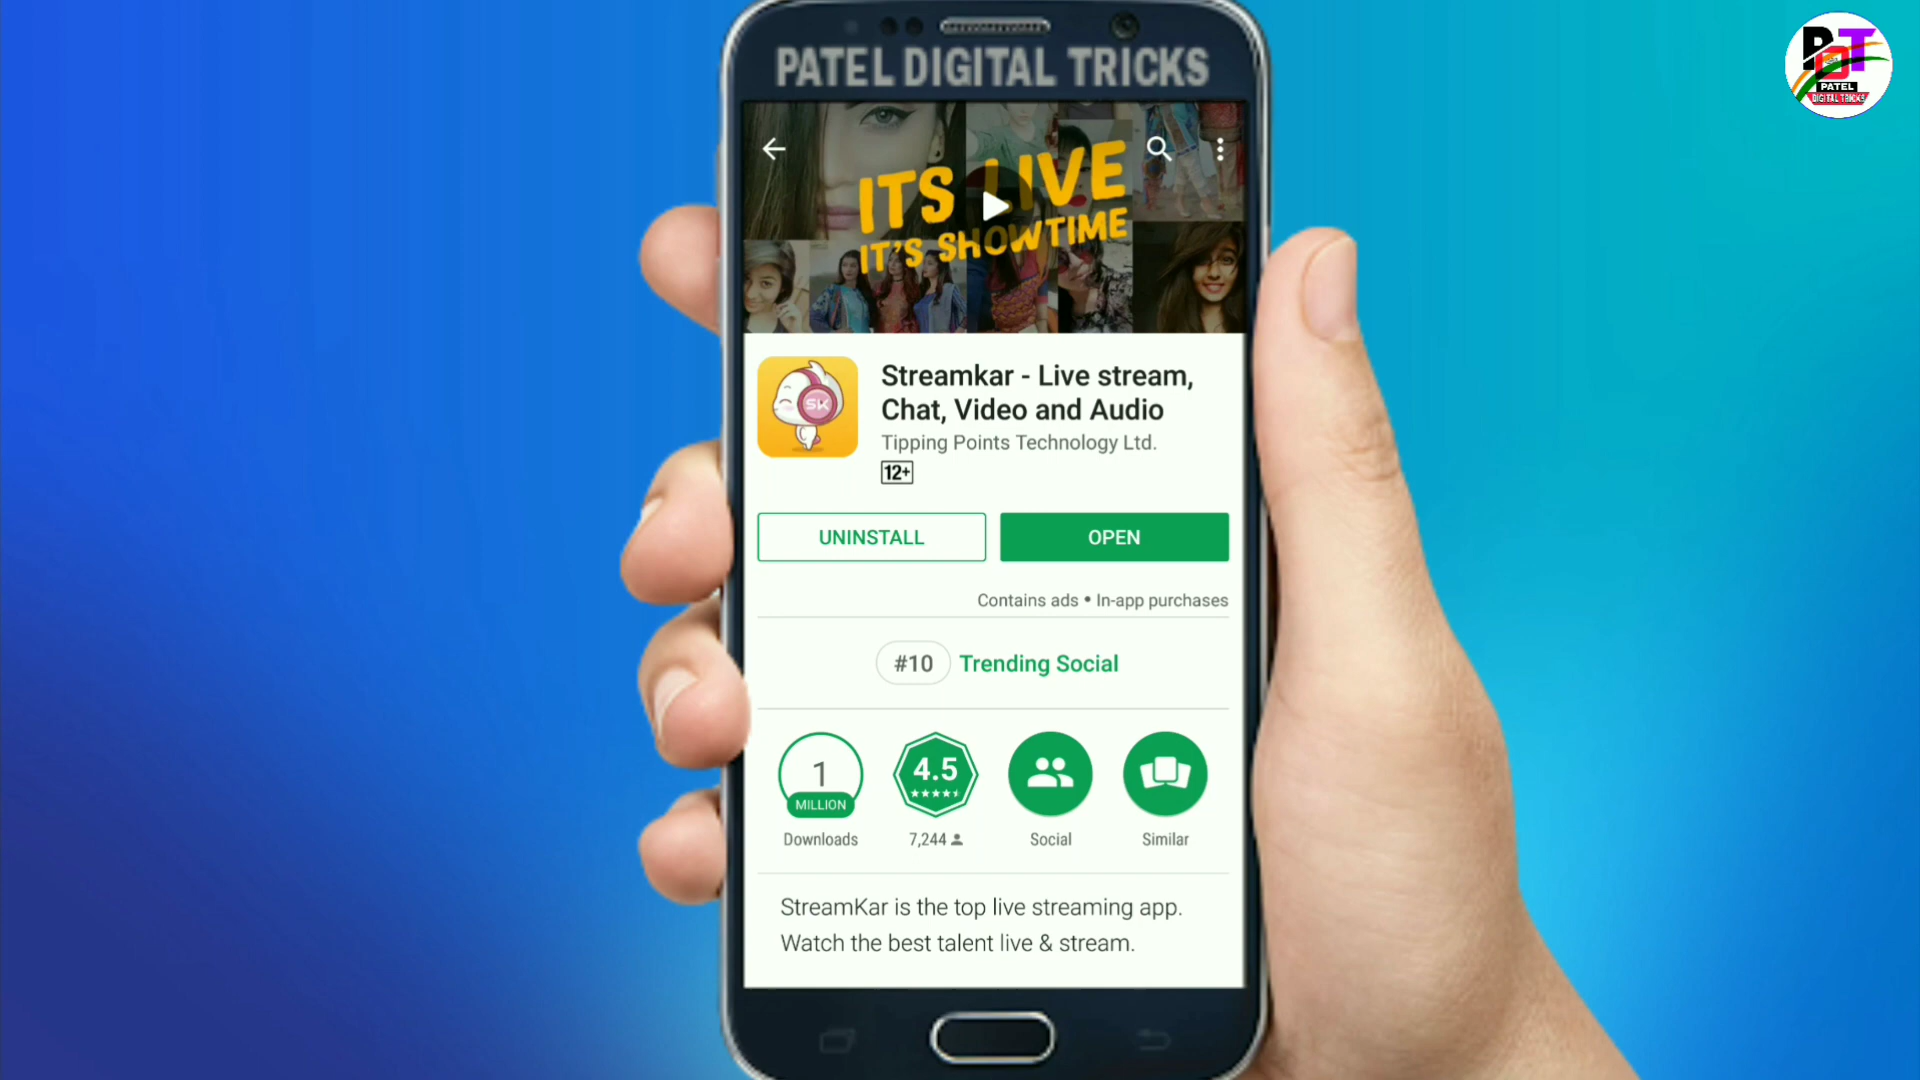 PATEL DIGITAL TRICKS
PDT
PATEL
DIGITAL TRICKS
ITS LIVE
IT'S SHOWTIME
SK
Streamkar - Live stream,
Chat, Video and Audio
Tipping Points Technology Ltd.
12+
UNINSTALL
OPEN
Contains ads • In-app purchases
#10 Trending Social
1
MILLION
Downloads
4.5
7,244
Social
Similar
StreamKar is the top live streaming app.
Watch the best talent live & stream.